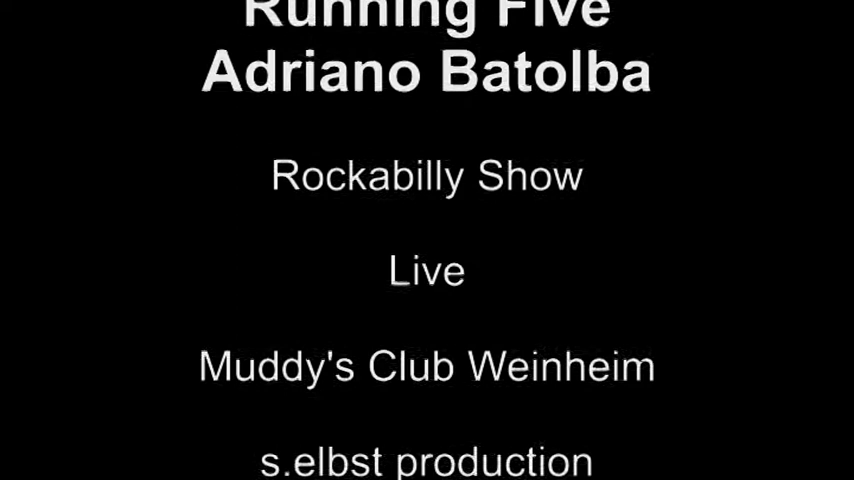 Running Five
Adriano Batolba
Rockabilly Show
Live
Muddy's Club Weinheim
s.elbst production